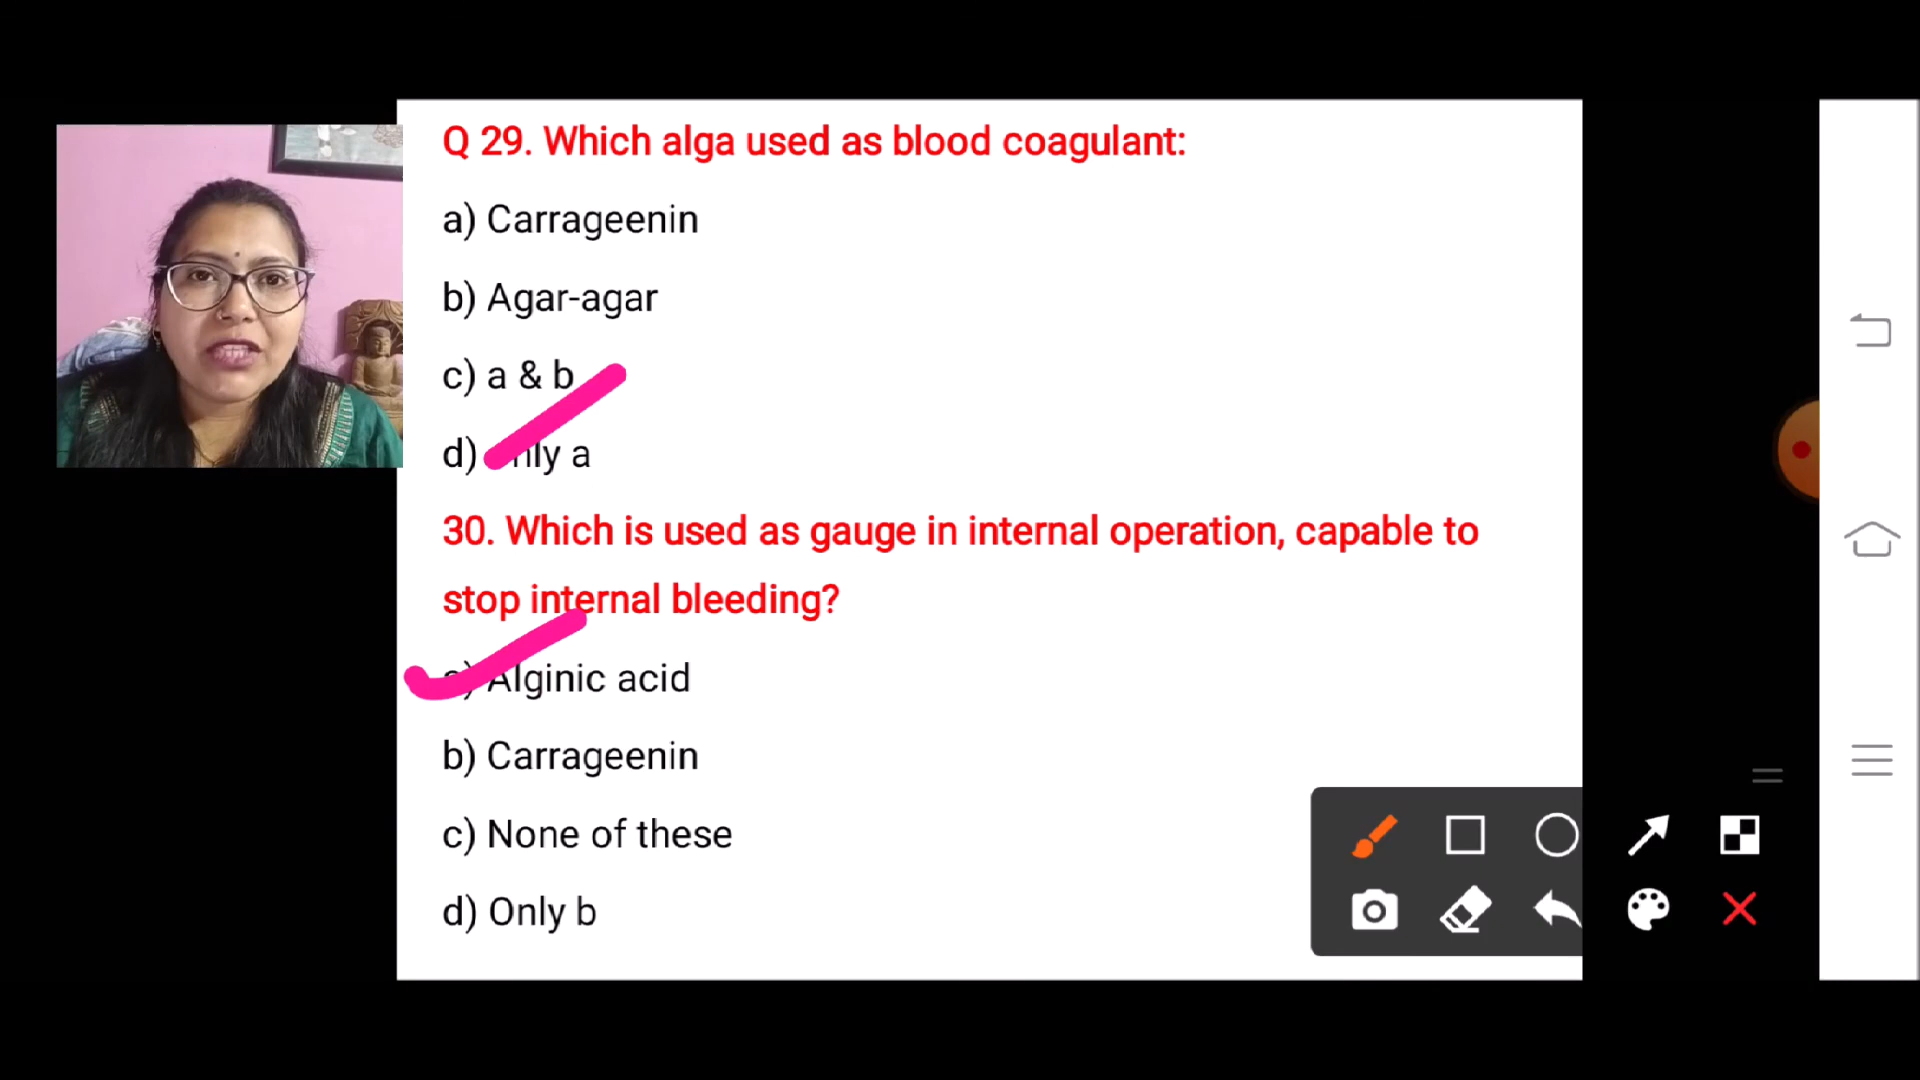 Q 29. Which alga used as blood coagulant:
a) Carrageenin
b) Agar-agar
c) a & b
d) only a
30. Which is used as gauge in internal operation, capable to
stop internal bleeding?
a) Alginic acid
b) Carrageenin
c) None of these
d) Only b